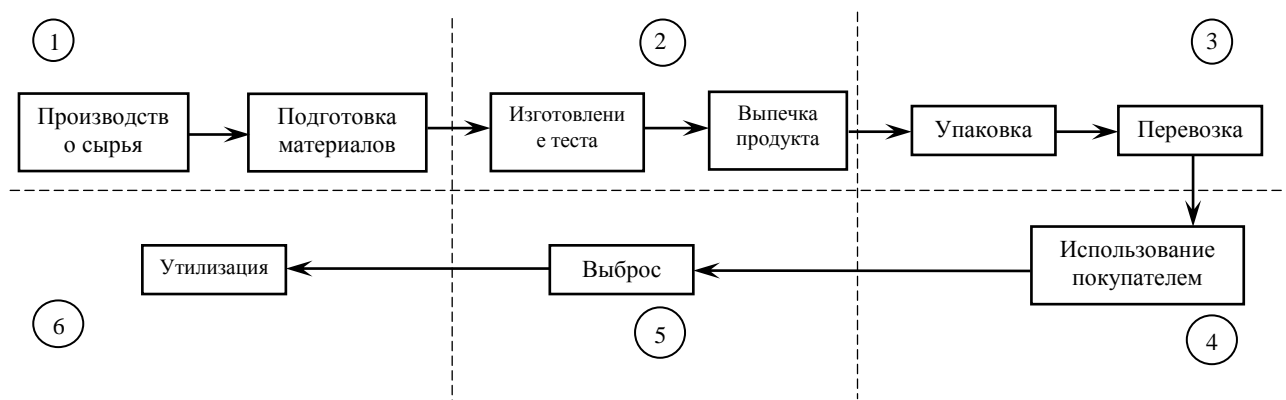 1
2
3
Производств
о сырья
Подготовка
материалов
Изготовлени
е теста
Выпечка
продукта
Упаковка
Перевозка
Использование
покупателем
Выброс
Утилизация
6
5
4